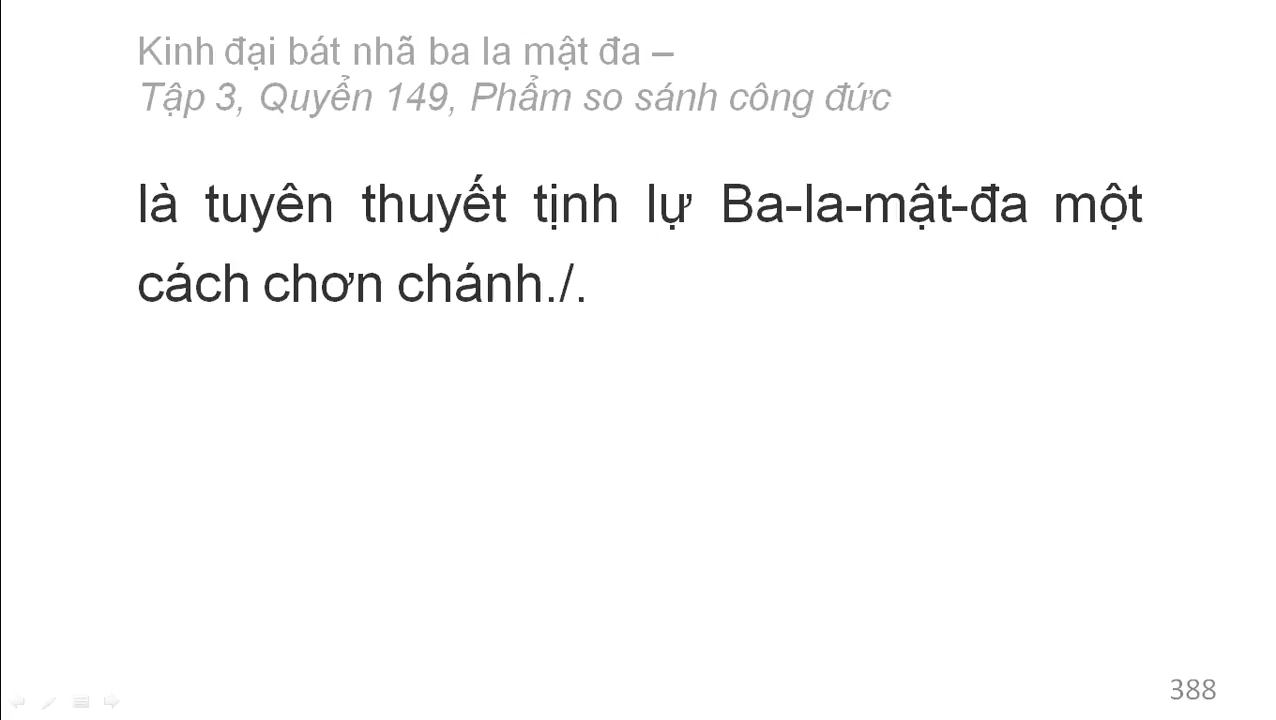 Kinh đại bát nhã ba la mật đa –
Tập 3, Quyển 149, Phẩm so sánh công đức
là tuyên thuyết tịnh lự Ba-la-mật-đa một
cách chơn chánh./.
388